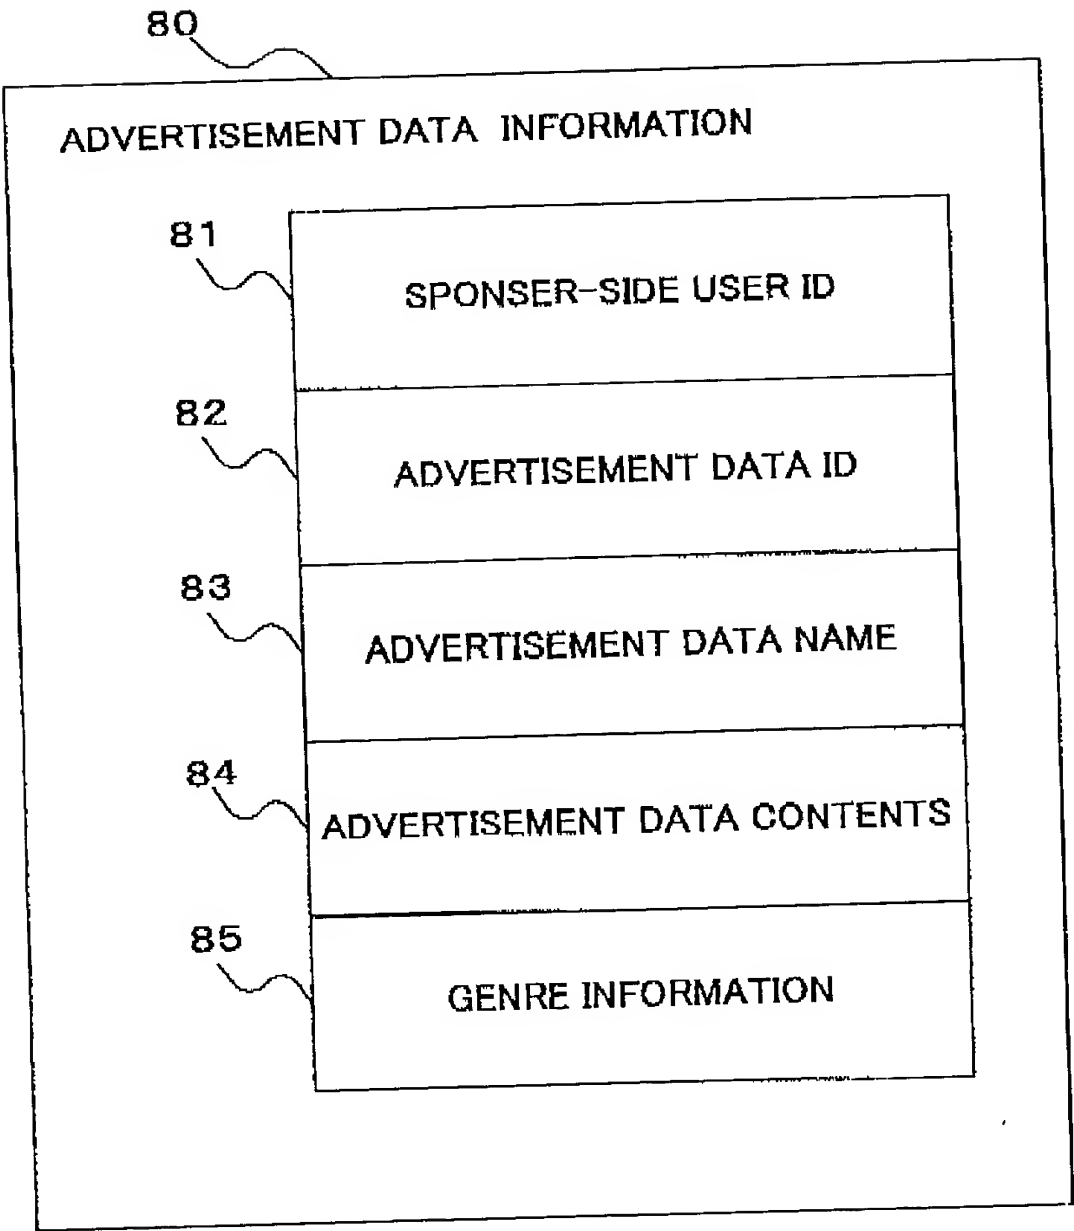 80
ADVERTISEMENT DATA INFORMATION
81
SPONSER-SIDE USER ID
82
ADVERTISEMENT DATA ID
83
ADVERTISEMENT DATA NAME
84
ADVERTISEMENT DATA CONTENTS
85
GENRE INFORMATION